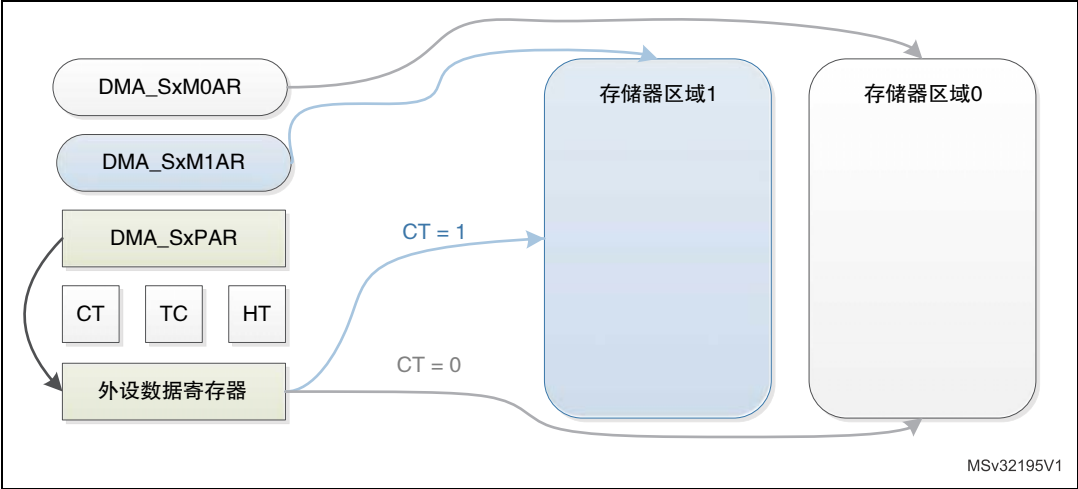 DMA_SxM0AR
存储器区域1
存储器区域0
DMA_SxM1AR
DMA_SxPAR
CT = 1
CT
TC
HT
CT = 0
外设数据寄存器
MSv32195V1